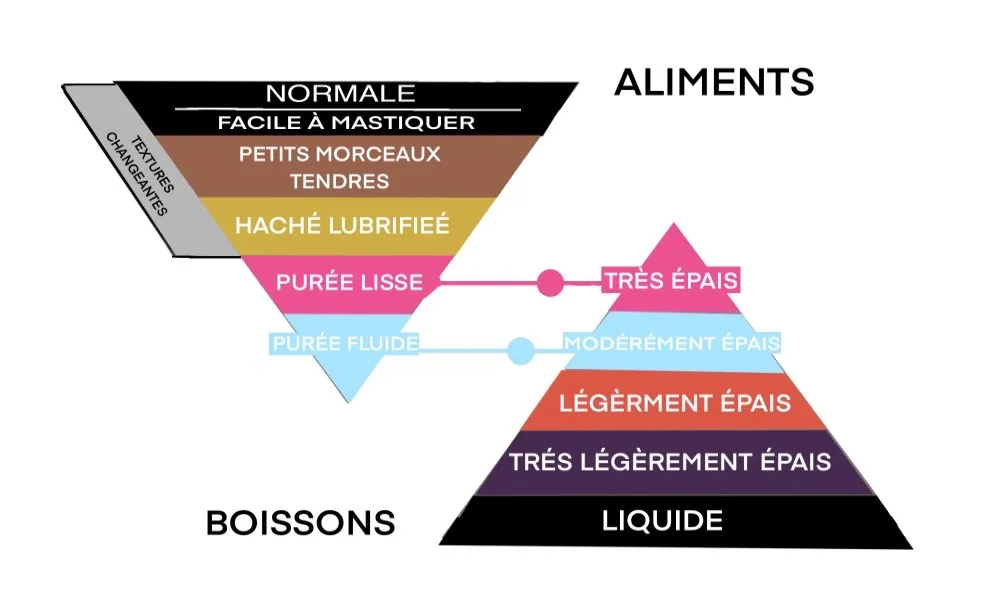 ALIMENTS
NORMALE
FACILE À MASTIQUER
TEXTURES
CHANGEANTES
PETITS MORCEAUX
TENDRES
HACHÉ LUBRIFIEÉ
PURÉE LISSE
TRÈS ÉPAIS
PURÉE FLUIDE
MODÉRÉMENT ÉPAIS
LÉGÈRMENT ÉPAIS
TRÉS LÉGÈREMENT ÉPAIS
BOISSONS
LIQUIDE